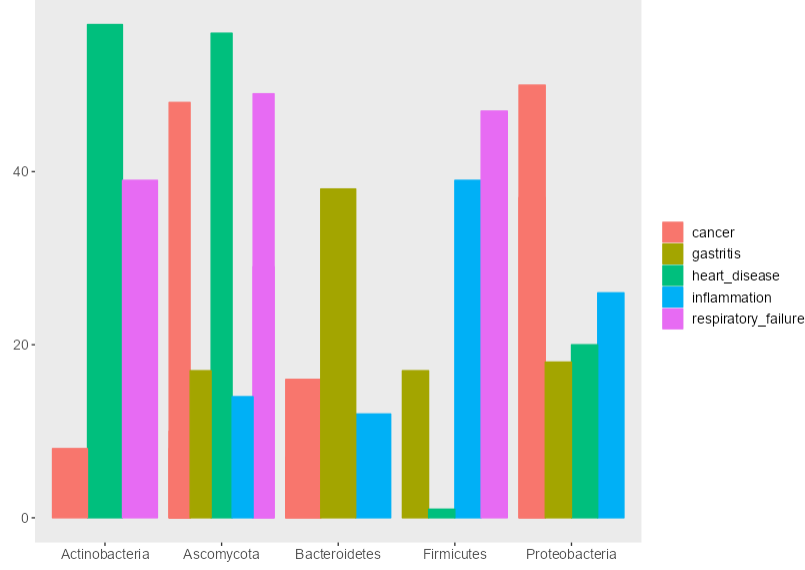 40
20
0
Actinobacteria Ascomycota Bacteroidetes Firmicutes Proteobacteria
cancer
gastritis
heart_disease
inflammation
respiratory_failure